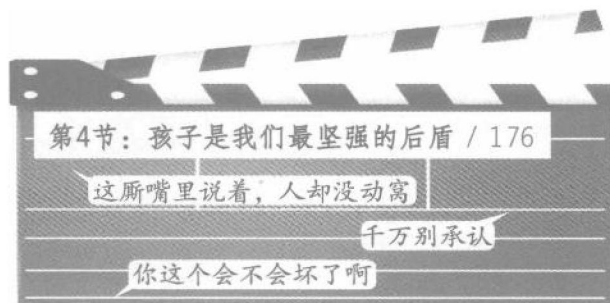 第4节：孩子是我们最坚强的后盾 / 176
这厮嘴里说着，人却没动窝
千万别承认
你这个会不会坏了啊